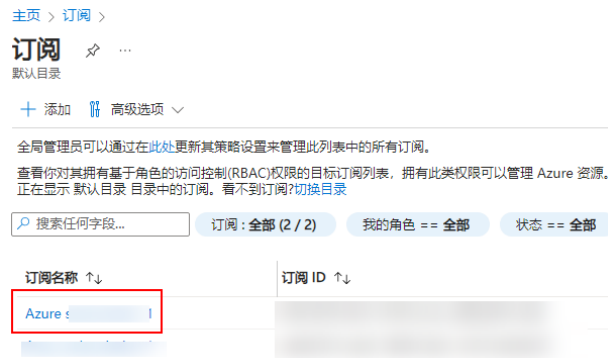 主页 > 订阅 >
订阅 ...
默认目录
+ 添加 高级选项
全局管理员可以通过在此处更新其策略设置来管理此列表中的所有订阅。
查看你对其拥有基于角色的访问控制(RBAC)权限的目标订阅列表，拥有此类权限可以管理 Azure 资源。
正在显示 默认目录 目录中的订阅。看不到订阅?切换目录
搜索任何字段... 订阅 : 全部 (2 / 2) 我的角色 == 全部 状态 == 全部
订阅名称 ↑↓ 订阅 ID ↑↓
Azure